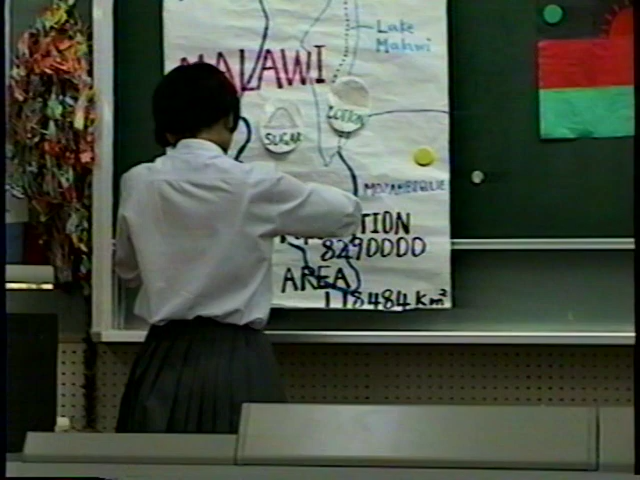 Lake
Malawi
MALAWI
COTTON
SUGAR
MOZAMBIQUE
TION
8290000
AREA
118484 Km²